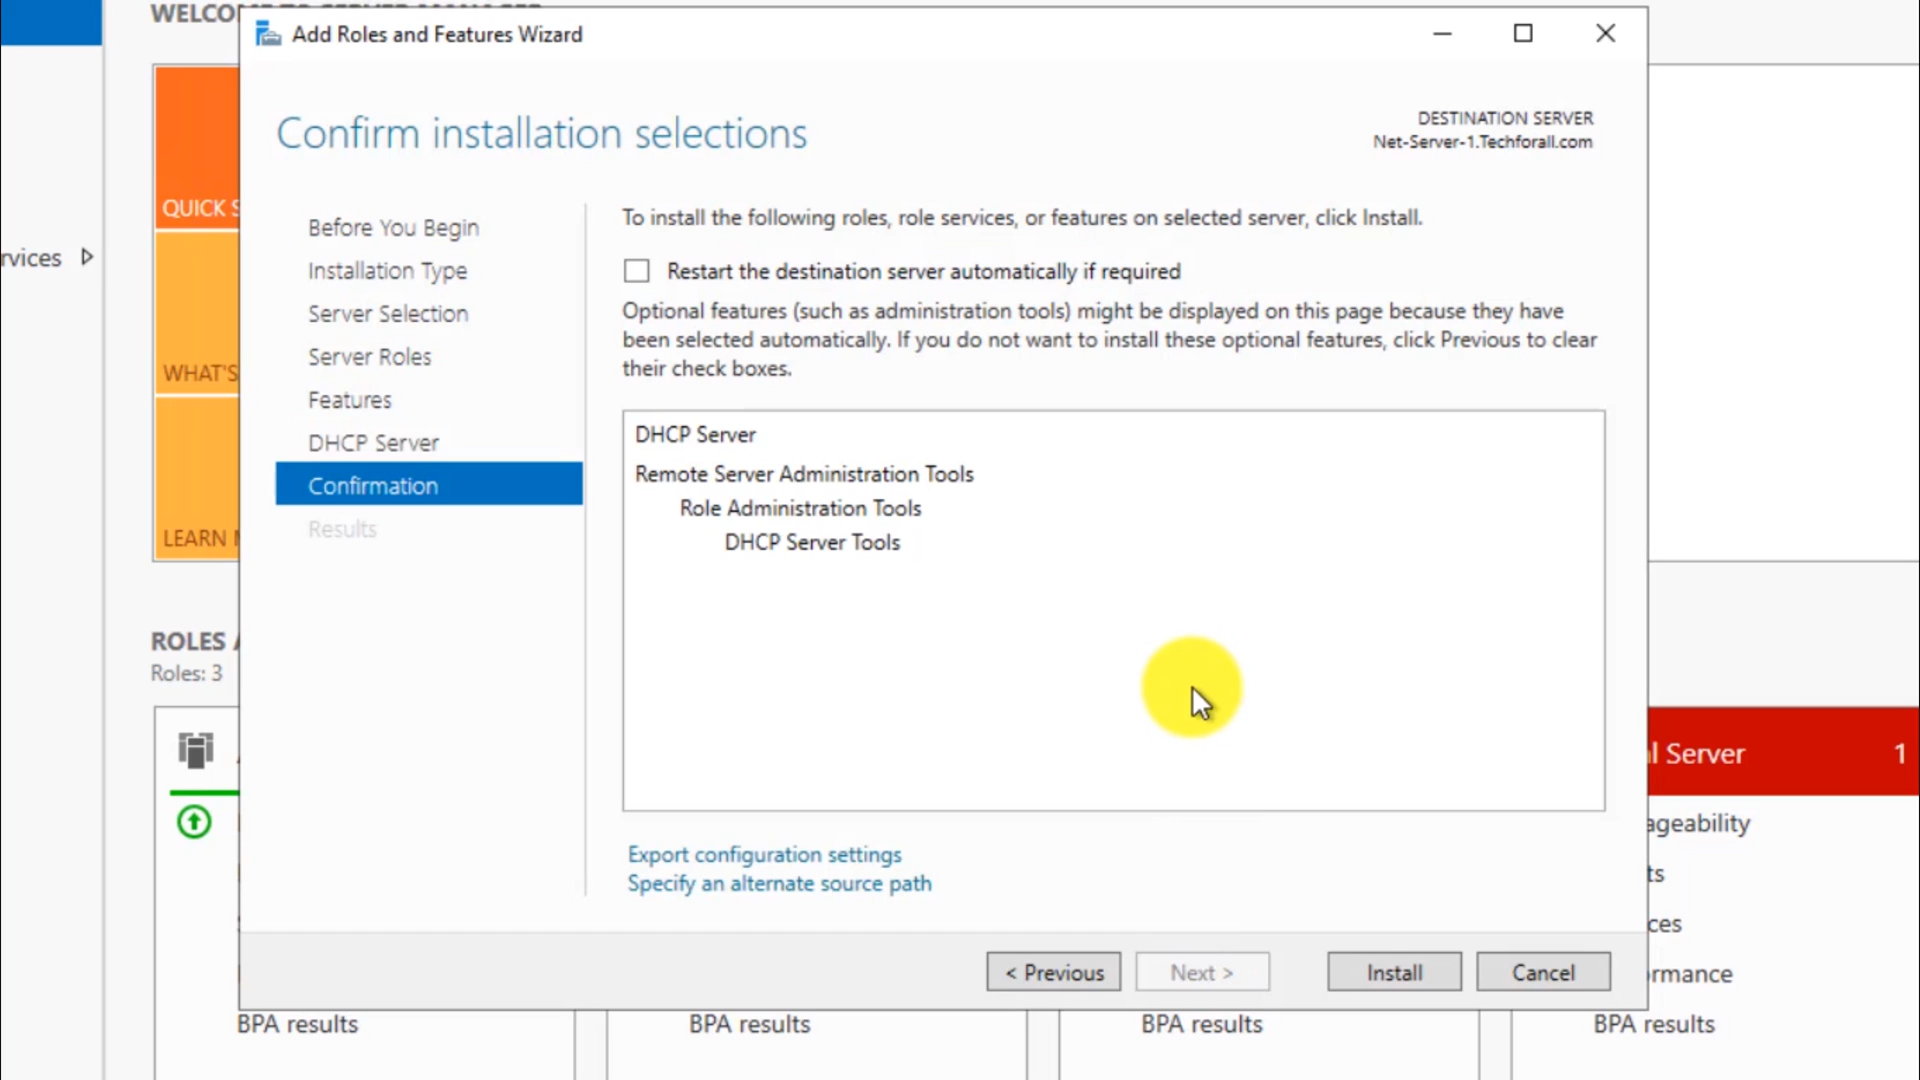 Add Roles and Features Wizard
Confirm installation selections
DESTINATION SERVER
Net-Server-1.Techforall.com
Before You Begin
Installation Type
Server Selection
Server Roles
Features
DHCP Server
Confirmation
Results
To install the following roles, role services, or features on selected server, click Install.
Restart the destination server automatically if required
Optional features (such as administration tools) might be displayed on this page because they have
been selected automatically. If you do not want to install these optional features, click Previous to clear
their check boxes.
DHCP Server
Remote Server Administration Tools
Role Administration Tools
DHCP Server Tools
Export configuration settings
Specify an alternate source path
< Previous
Next >
Install
Cancel
rvices
QUICK S
WHAT'S
LEARN
ROLES
Roles: 3
l Server 1
ageability
ts
ces
rmance
BPA results
BPA results
BPA results
BPA results